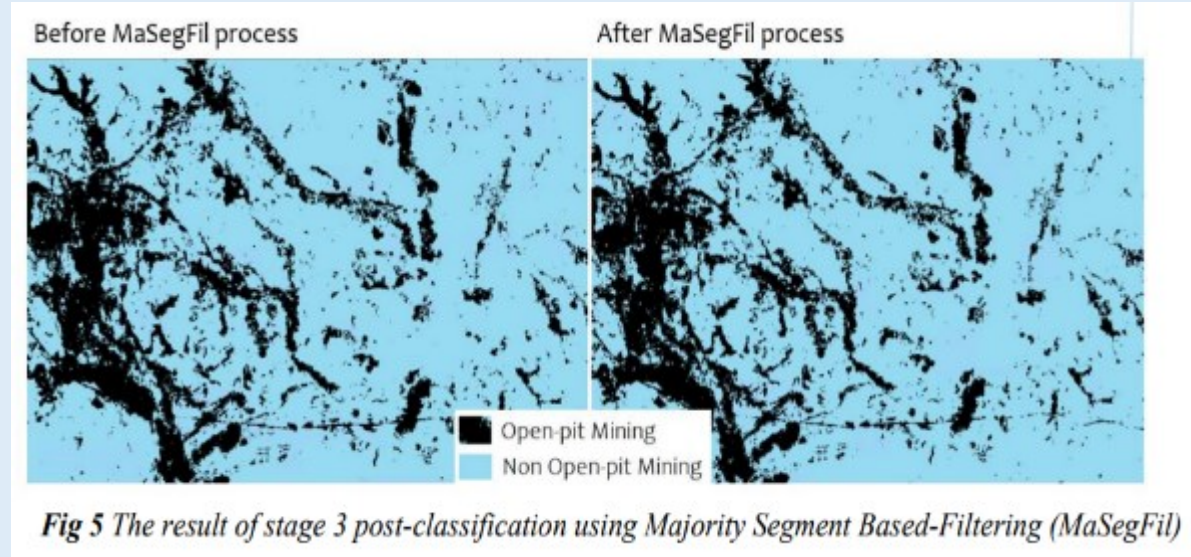 Before MaSegFil process
After MaSegFil process
Open-pit Mining
Non Open-pit Mining
Fig 5 The result of stage 3 post-classification using Majority Segment Based-Filtering (MaSegFil)